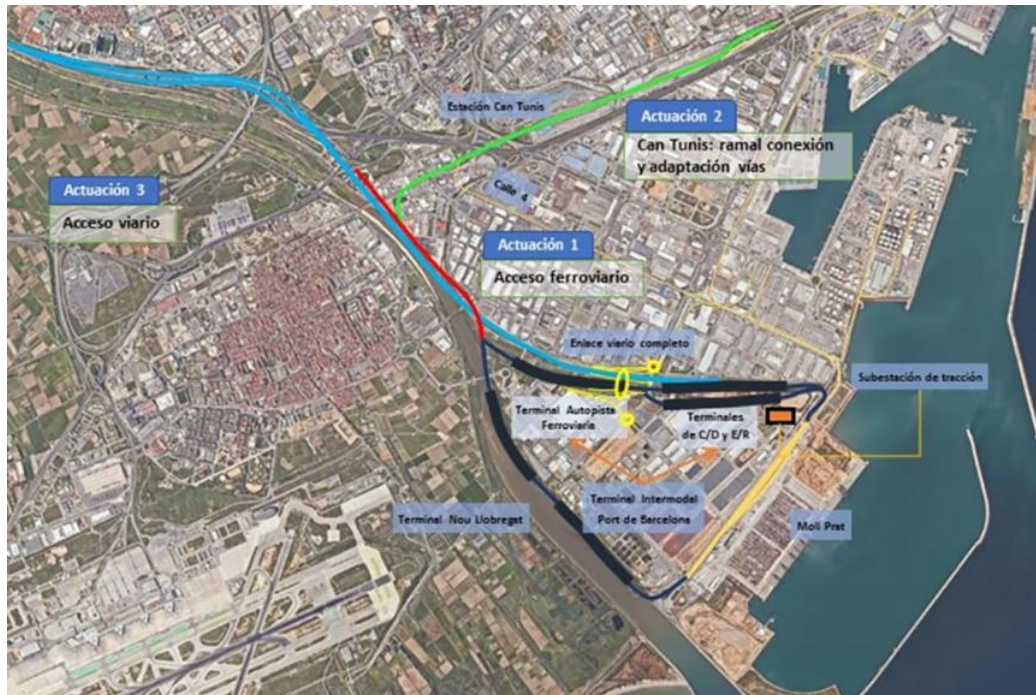 Estación Can Tunis
Actuación 2
Can Tunis: ramal conexión
y adaptación vías
Actuación 3
Acceso viario
Calle 4
Actuación 1
Acceso ferroviario
Enlace viario completo
Subestación de tracción
Terminal Autopista
Ferroviaria
Terminales
de C/D y E/R
Terminal Intermodal
Port de Barcelona
Terminal Nou Llobregat
Moll Prat